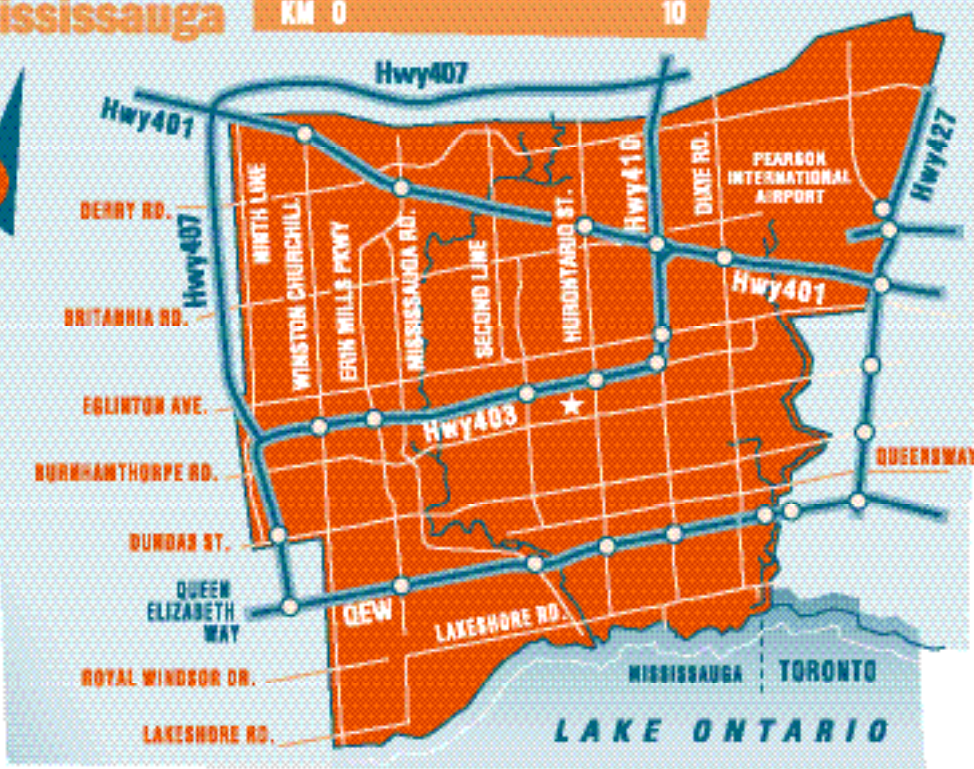 ississauga
KM 0 10
Hwy407
Hwy401
Hwy427
Hwy410
DIXIE RD.
PEARSON
INTERNATIONAL
AIRPORT
NINTH LINE
WINSTON CHURCHILL
ERIN MILLS PKWY
MISSISSAUGA RD.
SECOND LINE
HURONTARIO ST.
DERRY RD.
Hwy407
Hwy401
BRITANNIA RD.
EGLINTON AVE.
Hwy403
BURNHAMTHORPE RD.
QUEENSWAY
DUNDAS ST.
QUEEN
ELIZABETH
WAY
QEW
LAKESHORE RD.
ROYAL WINDSOR DR.
MISSISSAUGA
TORONTO
LAKESHORE RD.
LAKE ONTARIO